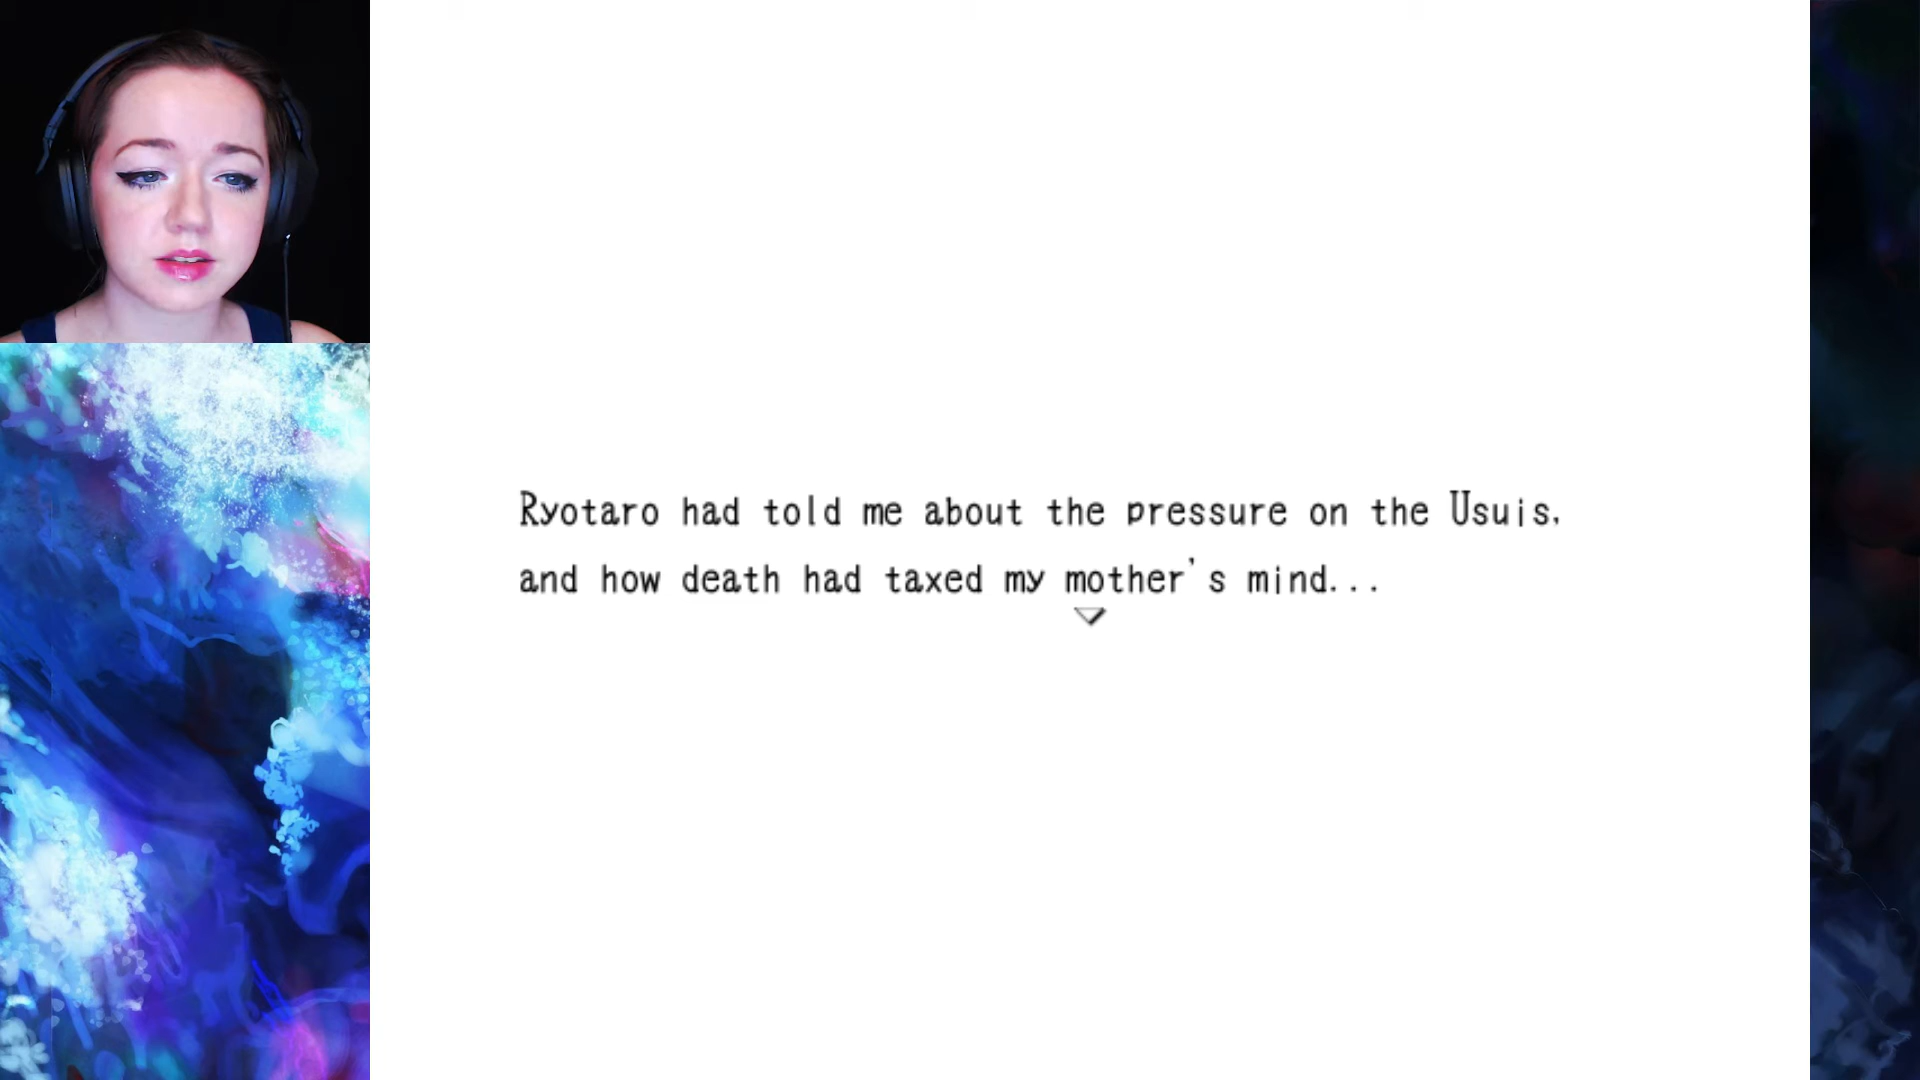 Ryotaro had told me about the pressure on the Usuis,
and how death had taxed my mother's mind...